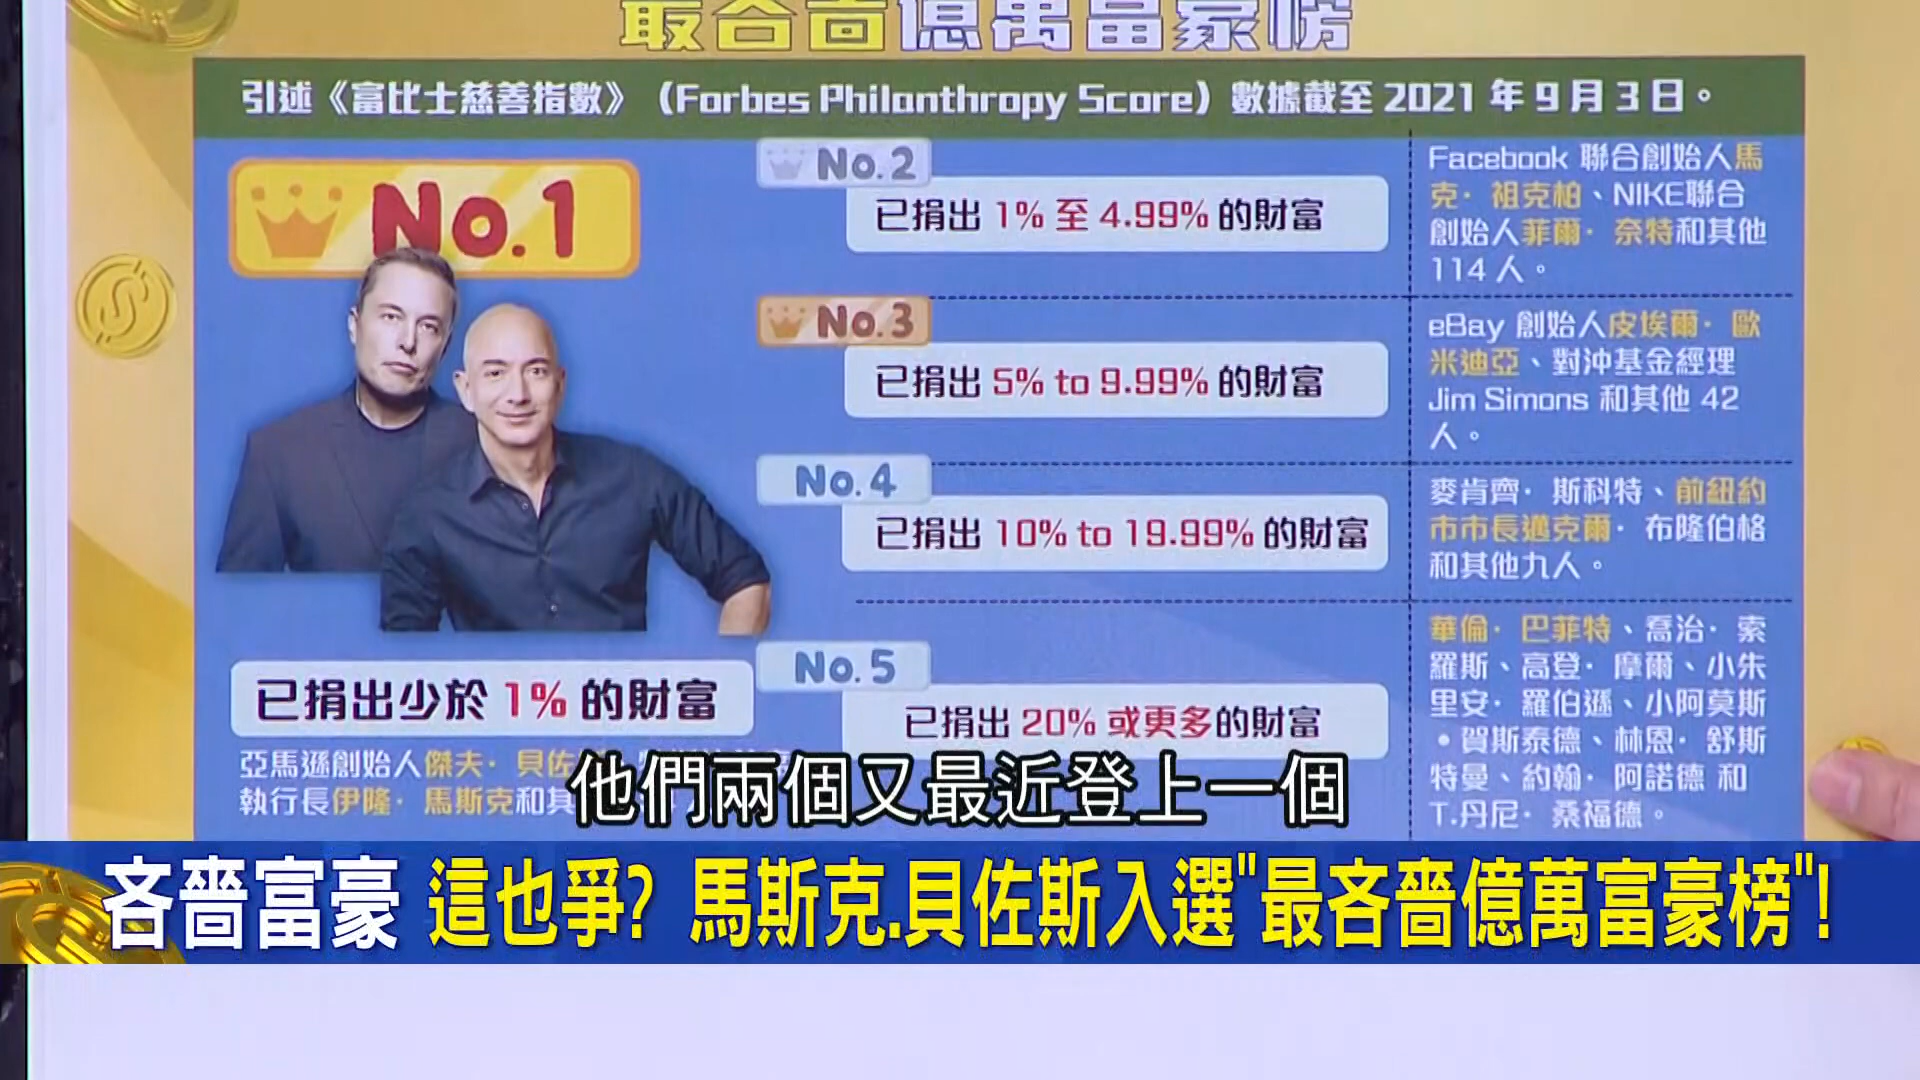 最吝嗇億萬富豪榜
引述《富比士慈善指數》（Forbes Philanthropy Score）數據截至 2021 年 9 月 3 日。
No.1
已捐出少於 1% 的財富
亞馬遜創始人傑夫．貝佐
執行長伊隆．馬斯克和其
No.2
已捐出 1% 至 4.99% 的財富
Facebook 聯合創始人馬
克．祖克柏、NIKE聯合
創始人菲爾．奈特和其他
114 人。
No.3
已捐出 5% to 9.99% 的財富
eBay 創始人皮埃爾．歐
米迪亞、對沖基金經理
Jim Simons 和其他 42
人。
No.4
已捐出 10% to 19.99% 的財富
麥肯齊．斯科特、前紐約
市市長邁克爾．布隆伯格
和其他九人。
No.5
已捐出 20% 或更多的財富
華倫．巴菲特、喬治．索
羅斯、高登．摩爾、小朱
里安．羅伯遜、小阿莫斯
•賀斯泰德、林恩．舒斯
特曼、約翰．阿諾德 和
T.丹尼．桑福德。
他們兩個又最近登上一個
吝嗇富豪 這也爭? 馬斯克.貝佐斯入選"最吝嗇億萬富豪榜"!